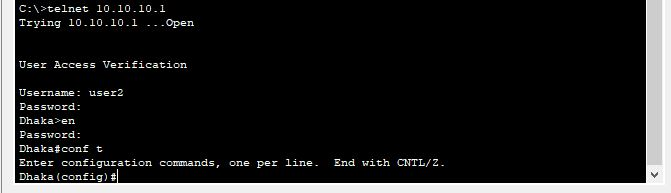 C:\>telnet 10.10.10.1
Trying 10.10.10.1 ...Open
User Access Verification
Username: user2
Password:
Dhaka>en
Password:
Dhaka#conf t
Enter configuration commands, one per line.  End with CNTL/Z.
Dhaka(config)#